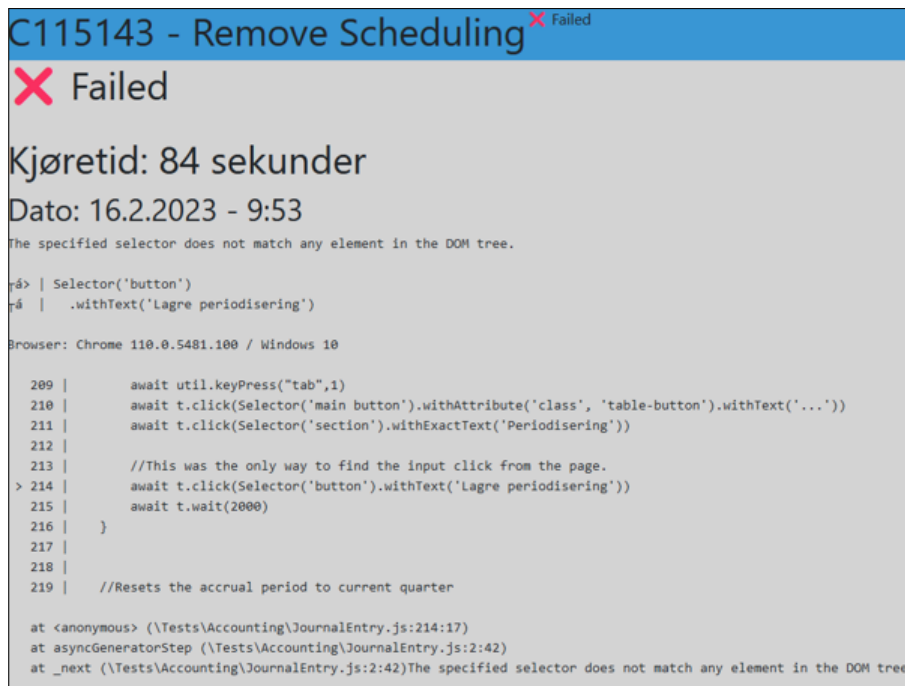 C115143 - Remove Scheduling❌ Failed
❌ Failed
Kjøretid: 84 sekunder
Dato: 16.2.2023 - 9:53
The specified selector does not match any element in the DOM tree.
┬á> | Selector('button')
┬á  |   .withText('Lagre periodisering')
Browser: Chrome 110.0.5481.100 / Windows 10
209 |         await util.keyPress("tab",1)
210 |         await t.click(Selector('main button').withAttribute('class', 'table-button').withText('...'))
211 |         await t.click(Selector('section').withExactText('Periodisering'))
212 |
213 |         //This was the only way to find the input click from the page.
> 214 |         await t.click(Selector('button').withText('Lagre periodisering'))
215 |         await t.wait(2000)
216 |     }
217 |
218 |
219 |     //Resets the accrual period to current quarter
at <anonymous> (\Tests\Accounting\JournalEntry.js:214:17)
at asyncGeneratorStep (\Tests\Accounting\JournalEntry.js:2:42)
at _next (\Tests\Accounting\JournalEntry.js:2:42)The specified selector does not match any element in the DOM tree